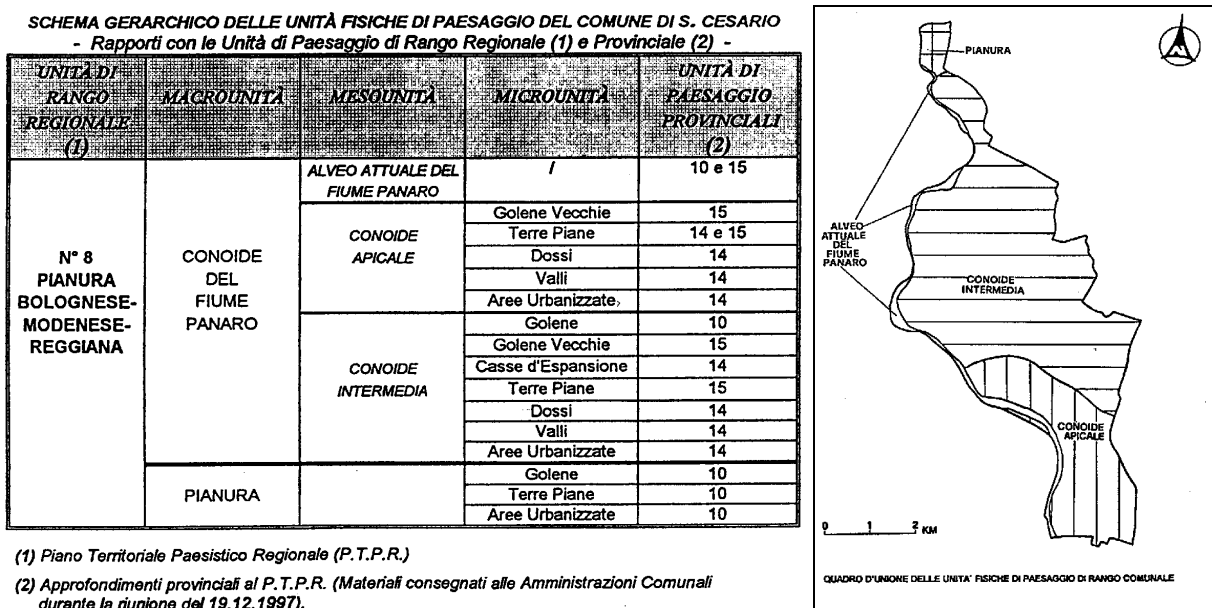 SCHEMA GERARCHICO DELLE UNITÀ FISICHE DI PAESAGGIO DEL COMUNE DI S. CESARIO
- Rapporti con le Unità di Paesaggio di Rango Regionale (1) e Provinciale (2) -
UNITÀ DI RANGO REGIONALE (1) MACROUNITÀ MESOUNITÀ MICROUNITÀ UNITÀ DI PAESAGGIO PROVINCIALI (2)
N° 8 PIANURA BOLOGNESE-MODENESE-REGGIANA
CONOIDE DEL FIUME PANARO
ALVEO ATTUALE DEL FIUME PANARO / 10 e 15
CONOIDE APICALE
Golene Vecchie 15
Terre Piane 14 e 15
Dossi 14
Valli 14
Aree Urbanizzate 14
CONOIDE INTERMEDIA
Golene 10
Golene Vecchie 15
Casse d'Espansione 14
Terre Piane 15
Dossi 14
Valli 14
Aree Urbanizzate 14
PIANURA
Golene 10
Terre Piane 10
Aree Urbanizzate 10
(1) Piano Territoriale Paesistico Regionale (P.T.P.R.)
(2) Approfondimenti provinciali al P.T.P.R. (Materiali consegnati alle Amministrazioni Comunali
durante la riunione del 19.12.1997).
PIANURA
ALVEO
ATTUALE
DEL
FIUME
PANARO
CONOIDE
INTERMEDIA
CONOIDE
APICALE
0 1 2 KM
QUADRO D'UNIONE DELLE UNITA' FISICHE DI PAESAGGIO DI RANGO COMUNALE